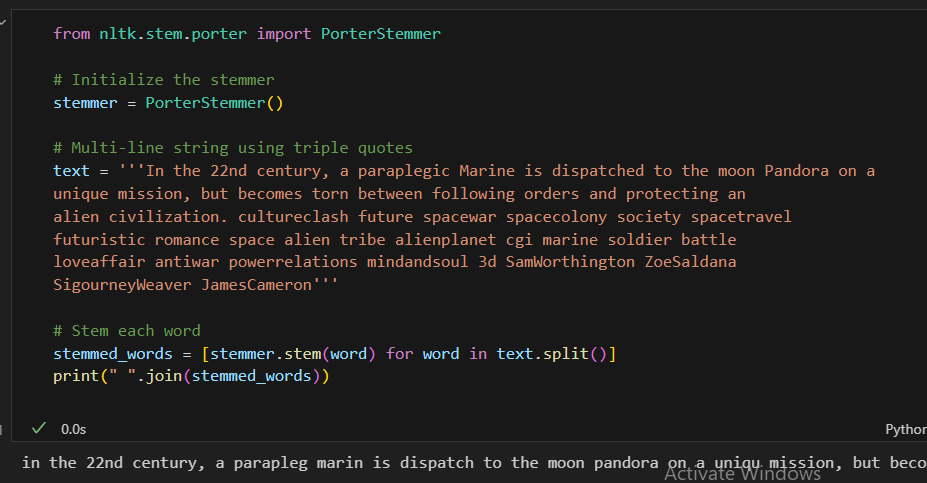 from nltk.stem.porter import PorterStemmer
# Initialize the stemmer
stemmer = PorterStemmer()
# Multi-line string using triple quotes
text = '''In the 22nd century, a paraplegic Marine is dispatched to the moon Pandora on a
unique mission, but becomes torn between following orders and protecting an
alien civilization. cultureclash future spacewar spacecolony society spacetravel
futuristic romance space alien tribe alienplanet cgi marine soldier battle
loveaffair antiwar powerrelations mindandsoul 3d SamWorthington ZoeSaldana
SigourneyWeaver JamesCameron'''
# Stem each word
stemmed_words = [stemmer.stem(word) for word in text.split()]
print(" ".join(stemmed_words))
0.0s
Python
in the 22nd century, a parapleg marin is dispatch to the moon pandora on a uniqu mission, but beco
Activate Windows